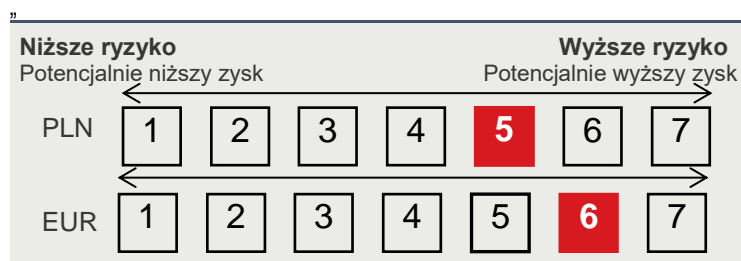 „
Niższe ryzyko Wyższe ryzyko
Potencjalnie niższy zysk Potencjalnie wyższy zysk
PLN 1 2 3 4 5 6 7
EUR 1 2 3 4 5 6 7